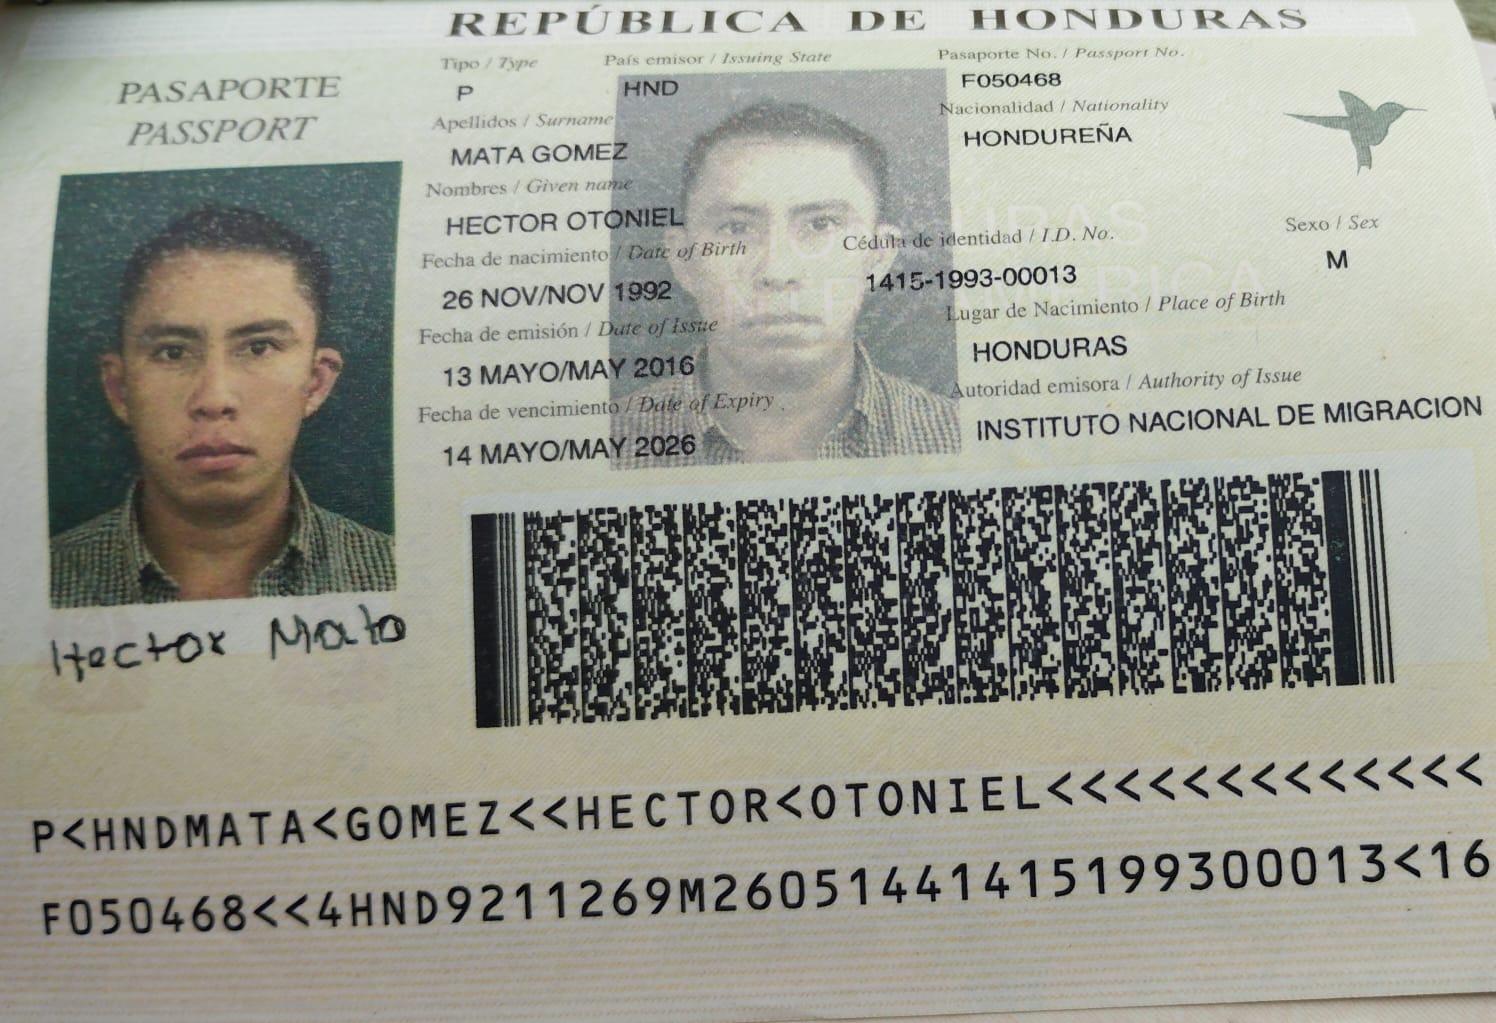 REPÚBLICA DE HONDURAS
PASAPORTE
PASSPORT
Tipo / Type
P
País emisor / Issuing State
HND
Pasaporte No. / Passport No.
F050468
Apellidos / Surname
MATA GOMEZ
Nacionalidad / Nationality
HONDUREÑA
Nombres / Given name
HECTOR OTONIEL
Fecha de nacimiento / Date of Birth
26 NOV/NOV 1992
Cédula de identidad / I.D. No.
1415-1993-00013
Sexo / Sex
M
Fecha de emisión / Date of Issue
13 MAYO/MAY 2016
Lugar de Nacimiento / Place of Birth
HONDURAS
Fecha de vencimiento / Date of Expiry
14 MAYO/MAY 2026
Autoridad emisora / Authority of Issue
INSTITUTO NACIONAL DE MIGRACION
Hector Mata
P<HNDMATA<GOMEZ<<HECTOR<OTONIEL<<<<<<<<<<<<<
F050468<<4HND9211269M26051441415199300013<16